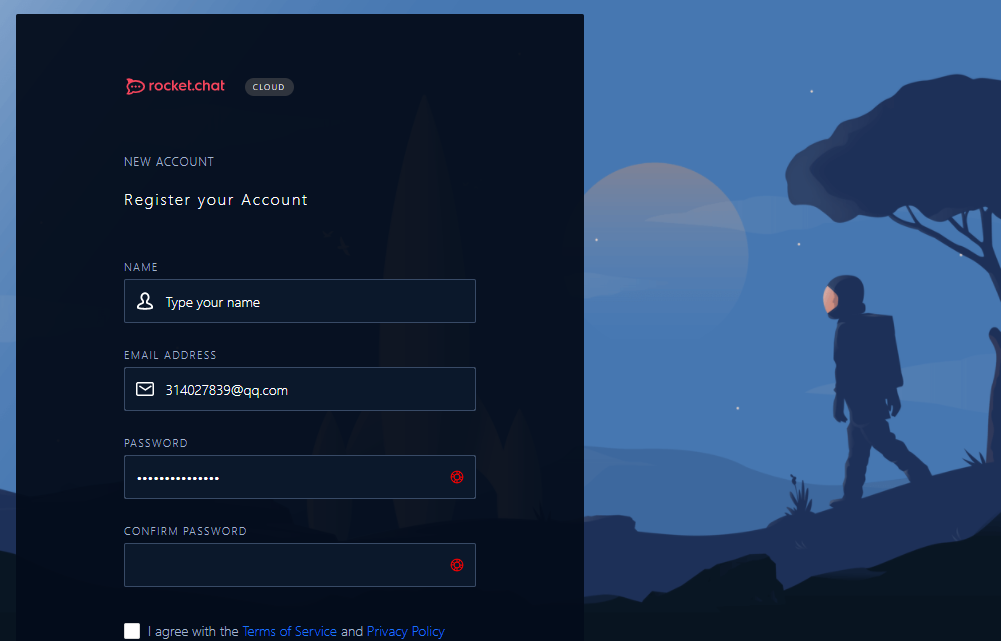 rocket.chat CLOUD
NEW ACCOUNT
Register your Account
NAME
Type your name
EMAIL ADDRESS
314027839@qq.com
PASSWORD
•••••••••••••••
CONFIRM PASSWORD
I agree with the Terms of Service and Privacy Policy